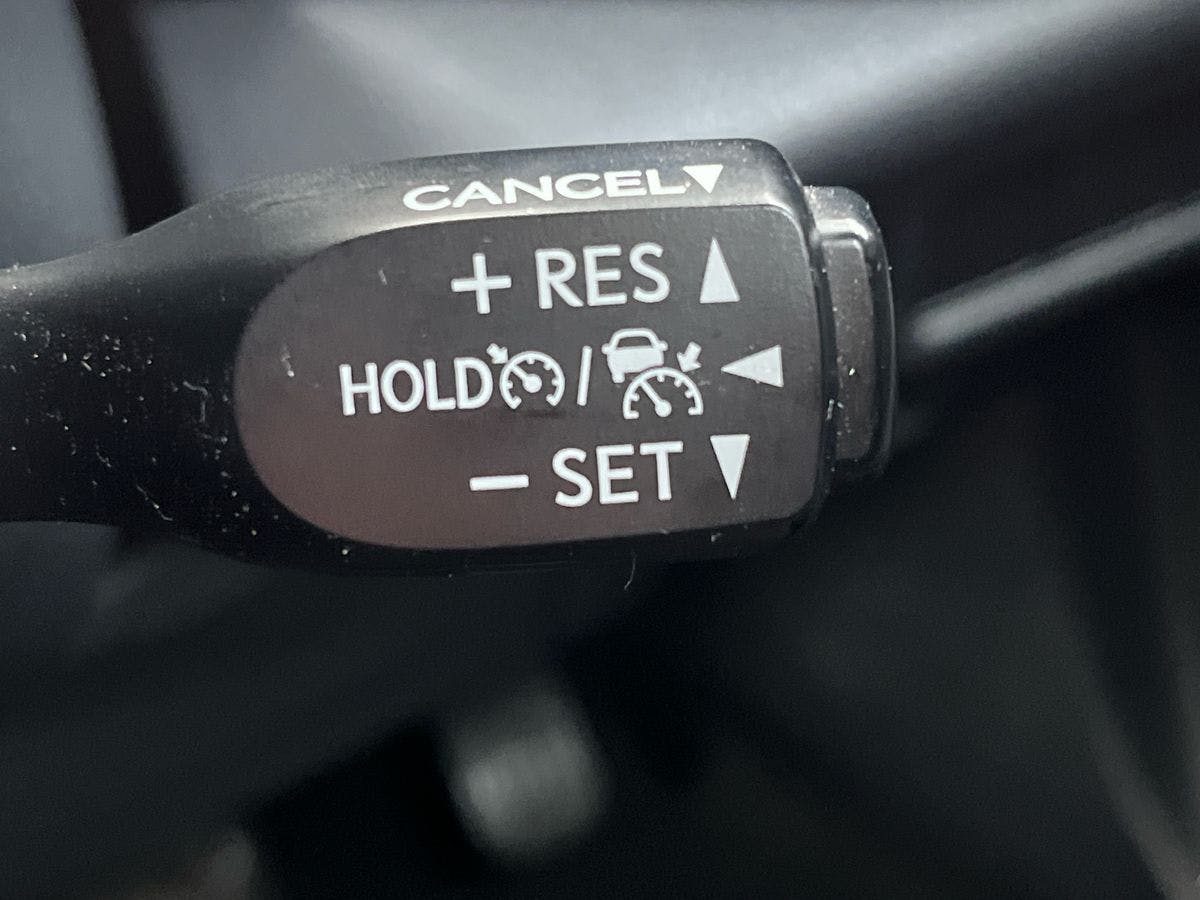 CANCEL▼
+ RES ▲
HOLD / ◀
− SET ▼